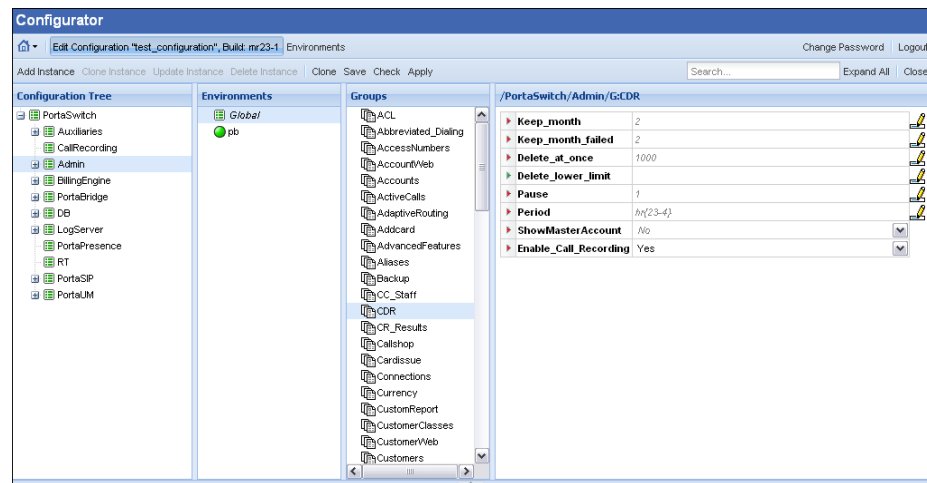 Configurator
Edit Configuration "test_configuration", Build: mr23-1 Environments Change Password Logout
Add Instance Clone Instance Update Instance Delete Instance Clone Save Check Apply Search... Expand All Close
Configuration Tree
PortaSwitch
Auxiliaries
CallRecording
Admin
BillingEngine
PortaBridge
DB
LogServer
PortaPresence
RT
PortaSIP
PortaUM
Environments
Global
pb
Groups
ACL
Abbreviated_Dialing
AccessNumbers
AccountWeb
Accounts
ActiveCalls
AdaptiveRouting
Addcard
AdvancedFeatures
Aliases
Backup
CC_Staff
CDR
CR_Results
Callshop
Cardissue
Connections
Currency
CustomReport
CustomerClasses
CustomerWeb
Customers
/PortaSwitch/Admin/G:CDR
Keep_month 2
Keep_month_failed 2
Delete_at_once 1000
Delete_lower_limit
Pause 1
Period hr{23-4}
ShowMasterAccount No
Enable_Call_Recording Yes